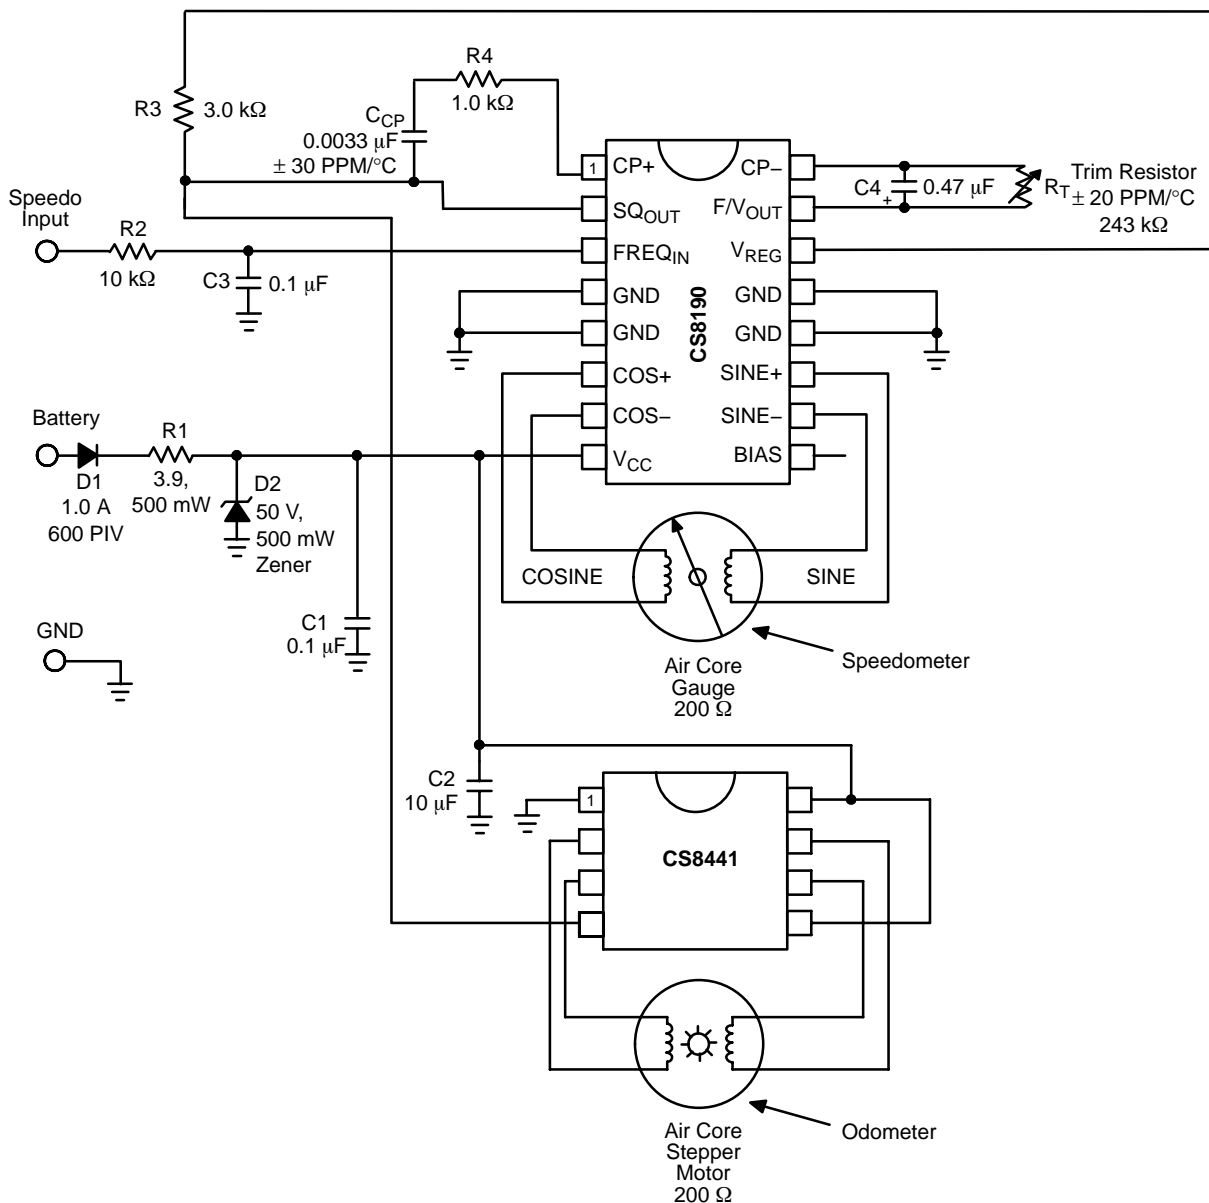 R3
3.0 kΩ
R4
1.0 kΩ
C_CP
0.0033 μF
± 30 PPM/°C
Speedo
Input
R2
10 kΩ
C3
0.1 μF
1
CP+
SQ_OUT
FREQ_IN
GND
GND
COS+
COS−
V_CC
CS8190
CP−
F/V_OUT
V_REG
GND
GND
SINE+
SINE−
BIAS
C4
+
0.47 μF
R_T
Trim Resistor
± 20 PPM/°C
243 kΩ
Battery
D1
1.0 A
600 PIV
R1
3.9,
500 mW
D2
50 V,
500 mW
Zener
C1
0.1 μF
GND
COSINE
SINE
Speedometer
Air Core
Gauge
200 Ω
C2
10 μF
1
CS8441
Odometer
Air Core
Stepper
Motor
200 Ω